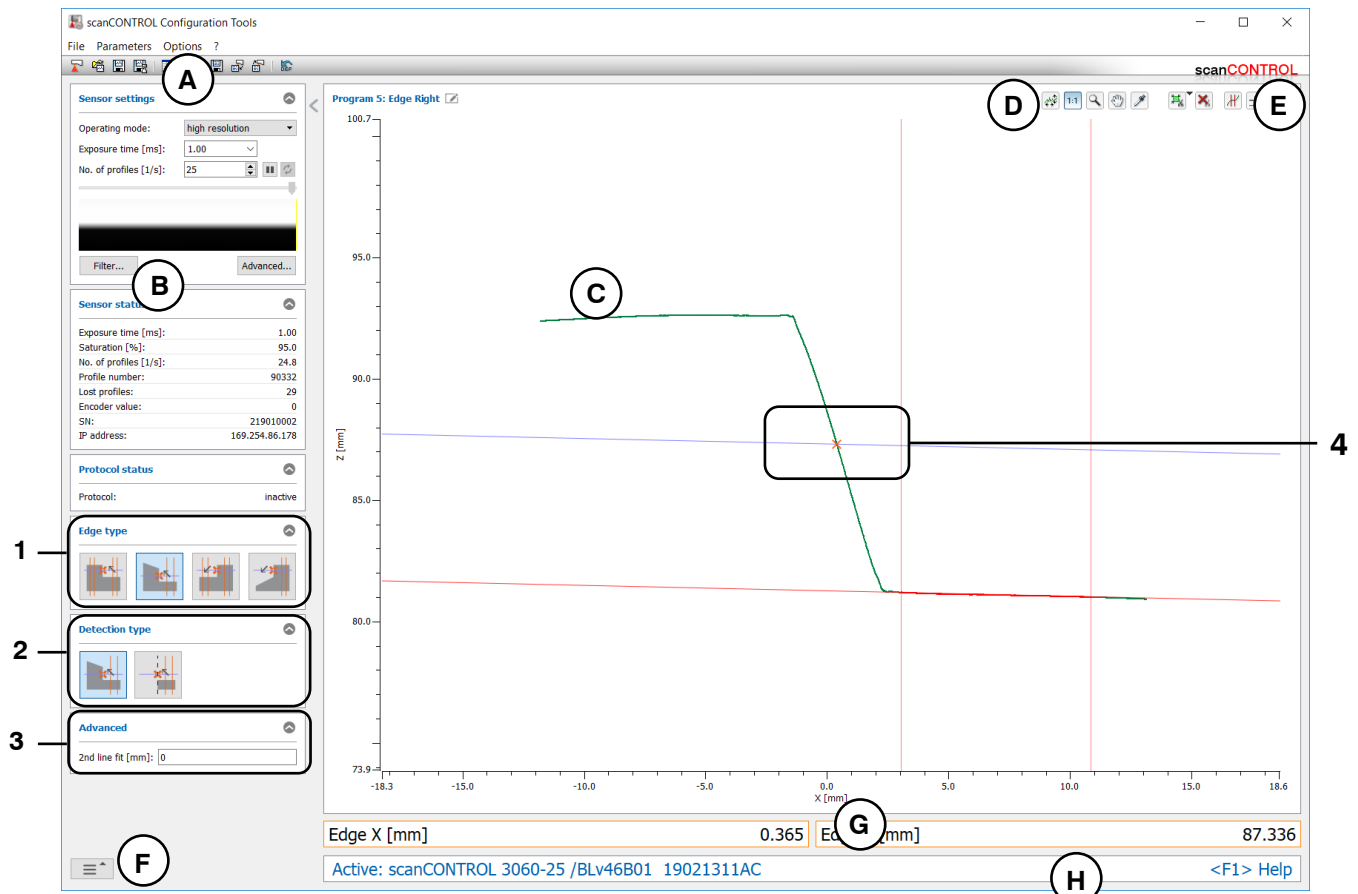 scanCONTROL Configuration Tools
File Parameters Options ?
A
scanCONTROL
Sensor settings
Operating mode: high resolution
Exposure time [ms]: 1.00
No. of profiles [1/s]: 25
Filter... Advanced...
B
Sensor
Exposure time [ms]: 1.00
Saturation [%]: 95.0
No. of profiles [1/s]: 24.8
Profile number: 90332
Lost profiles: 29
Encoder value: 0
SN: 219010002
IP address: 169.254.86.178
Protocol status
Protocol: inactive
1
Edge type
2
Detection type
3
Advanced
2nd line fit [mm]: 0
F
Program 5: Edge Right
D
1:1
E
100.7
95.0
90.0
85.0
80.0
73.9
Z [mm]
C
4
-18.3 -15.0 -10.0 -5.0 0.0 5.0 10.0 15.0 18.6
X [mm]
G
Edge X [mm] 0.365
[mm] 87.336
Active: scanCONTROL 3060-25 /BLv46B01 19021311AC
H
<F1> Help